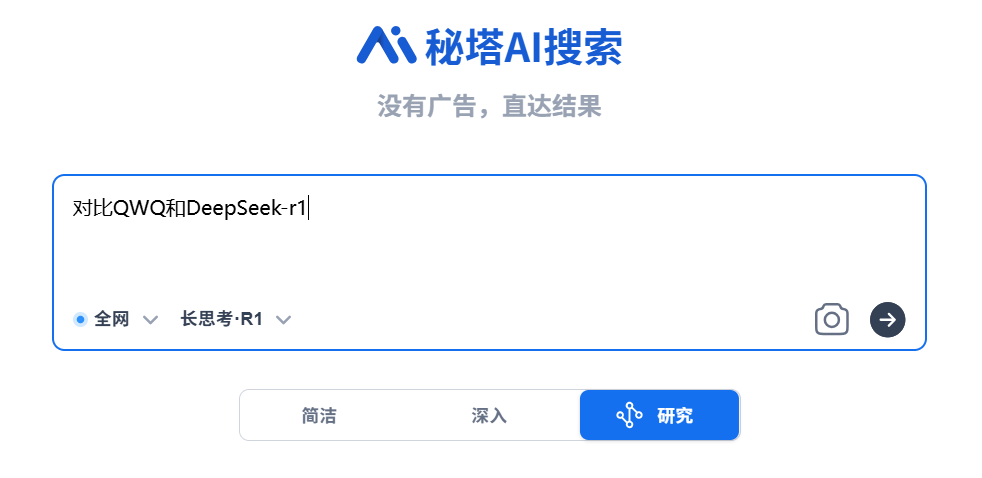 秘塔AI搜索
没有广告，直达结果
对比QWQ和DeepSeek-r1
全网 长思考·R1
简洁 深入 研究